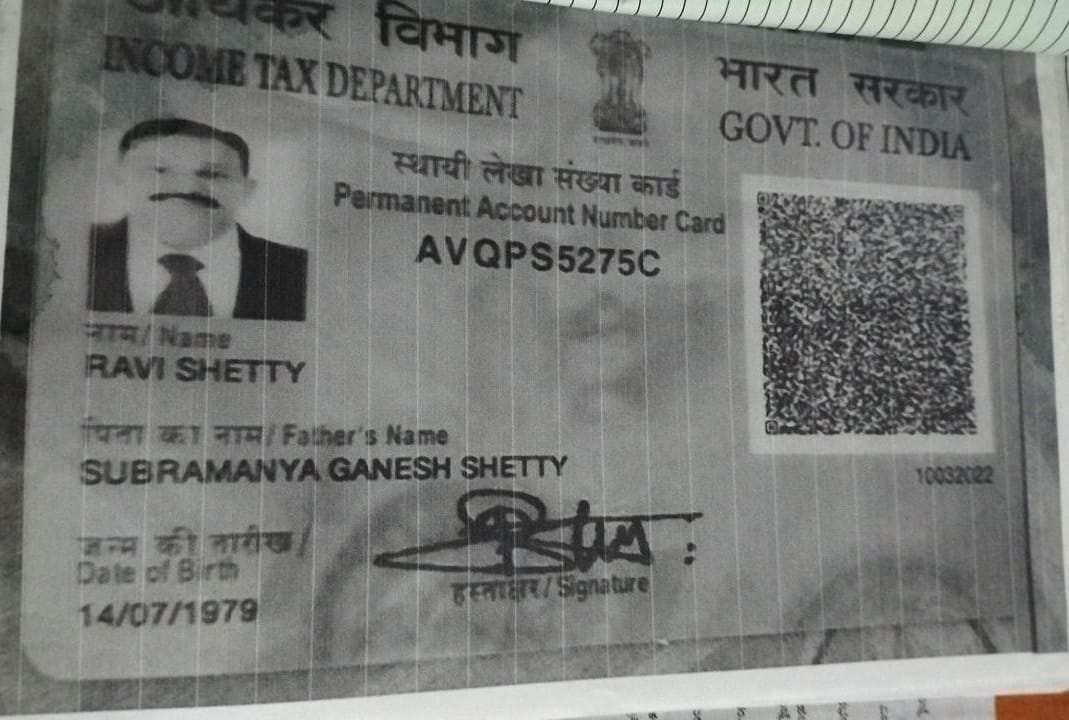 आयकर विभाग
INCOME TAX DEPARTMENT
भारत सरकार
GOVT. OF INDIA
स्थायी लेखा संख्या कार्ड
Permanent Account Number Card
AVQPS5275C
नाम / Name
RAVI SHETTY
पिता का नाम / Father's Name
SUBRAMANYA GANESH SHETTY
10032022
जन्म की तारीख /
Date of Birth
14/07/1979
हस्ताक्षर / Signature